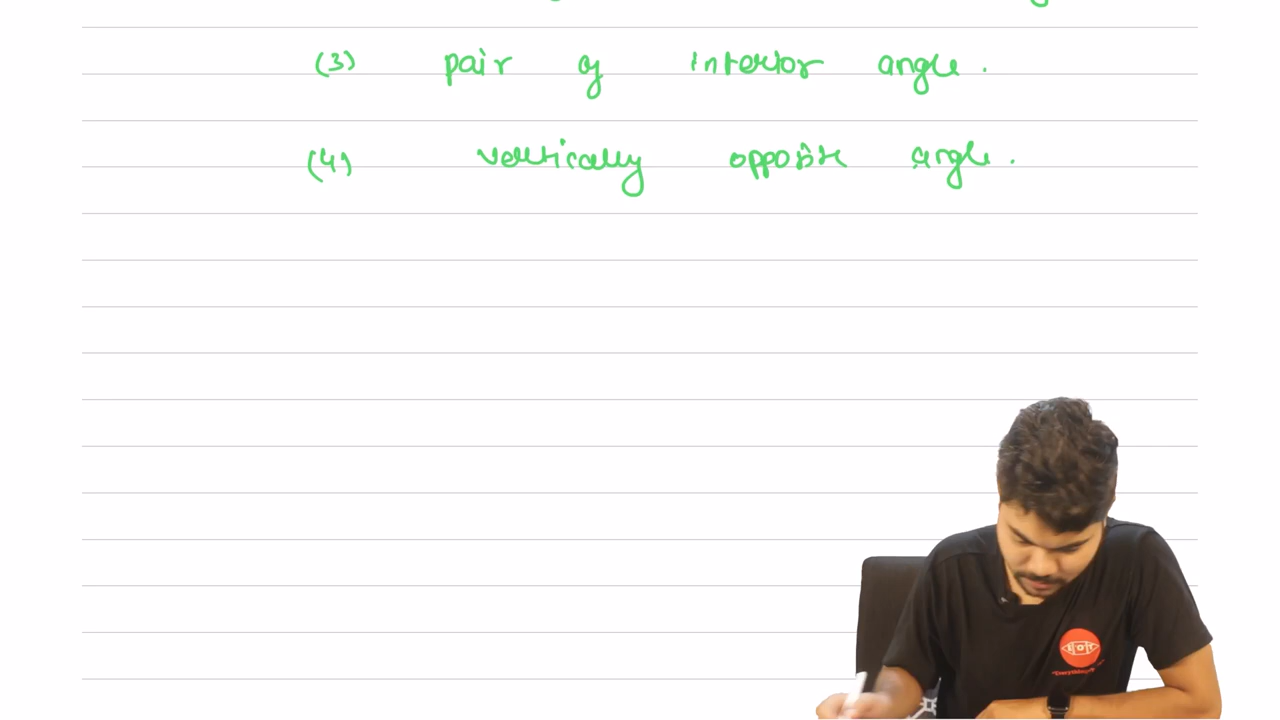 (3) pair of interior angle.
(4) vertically opposite angle.